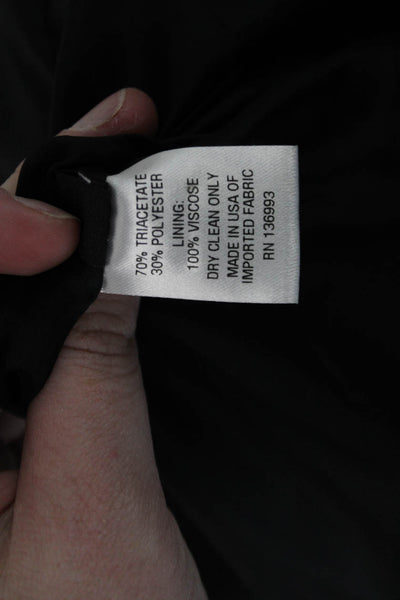 70% TRIACETATE
30% POLYESTER
LINING:
100% VISCOSE
DRY CLEAN ONLY
MADE IN USA OF
IMPORTED FABRIC
RN 136993